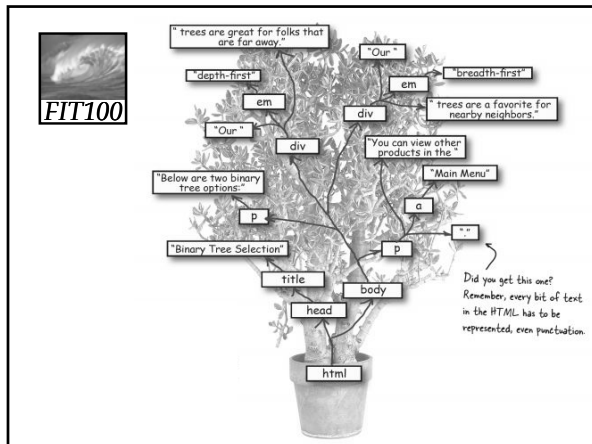 " trees are great for folks that
are far away."
"Our "
"depth-first"
"breadth-first"
em
em
FIT100
" trees are a favorite for
nearby neighbors."
"Our "
div
div
"You can view other
products in the "
"Below are two binary
tree options:"
"Main Menu"
p
a
"."
"Binary Tree Selection"
p
title
body
head
Did you get this one?
Remember, every bit of text
in the HTML has to be
represented, even punctuation.
html